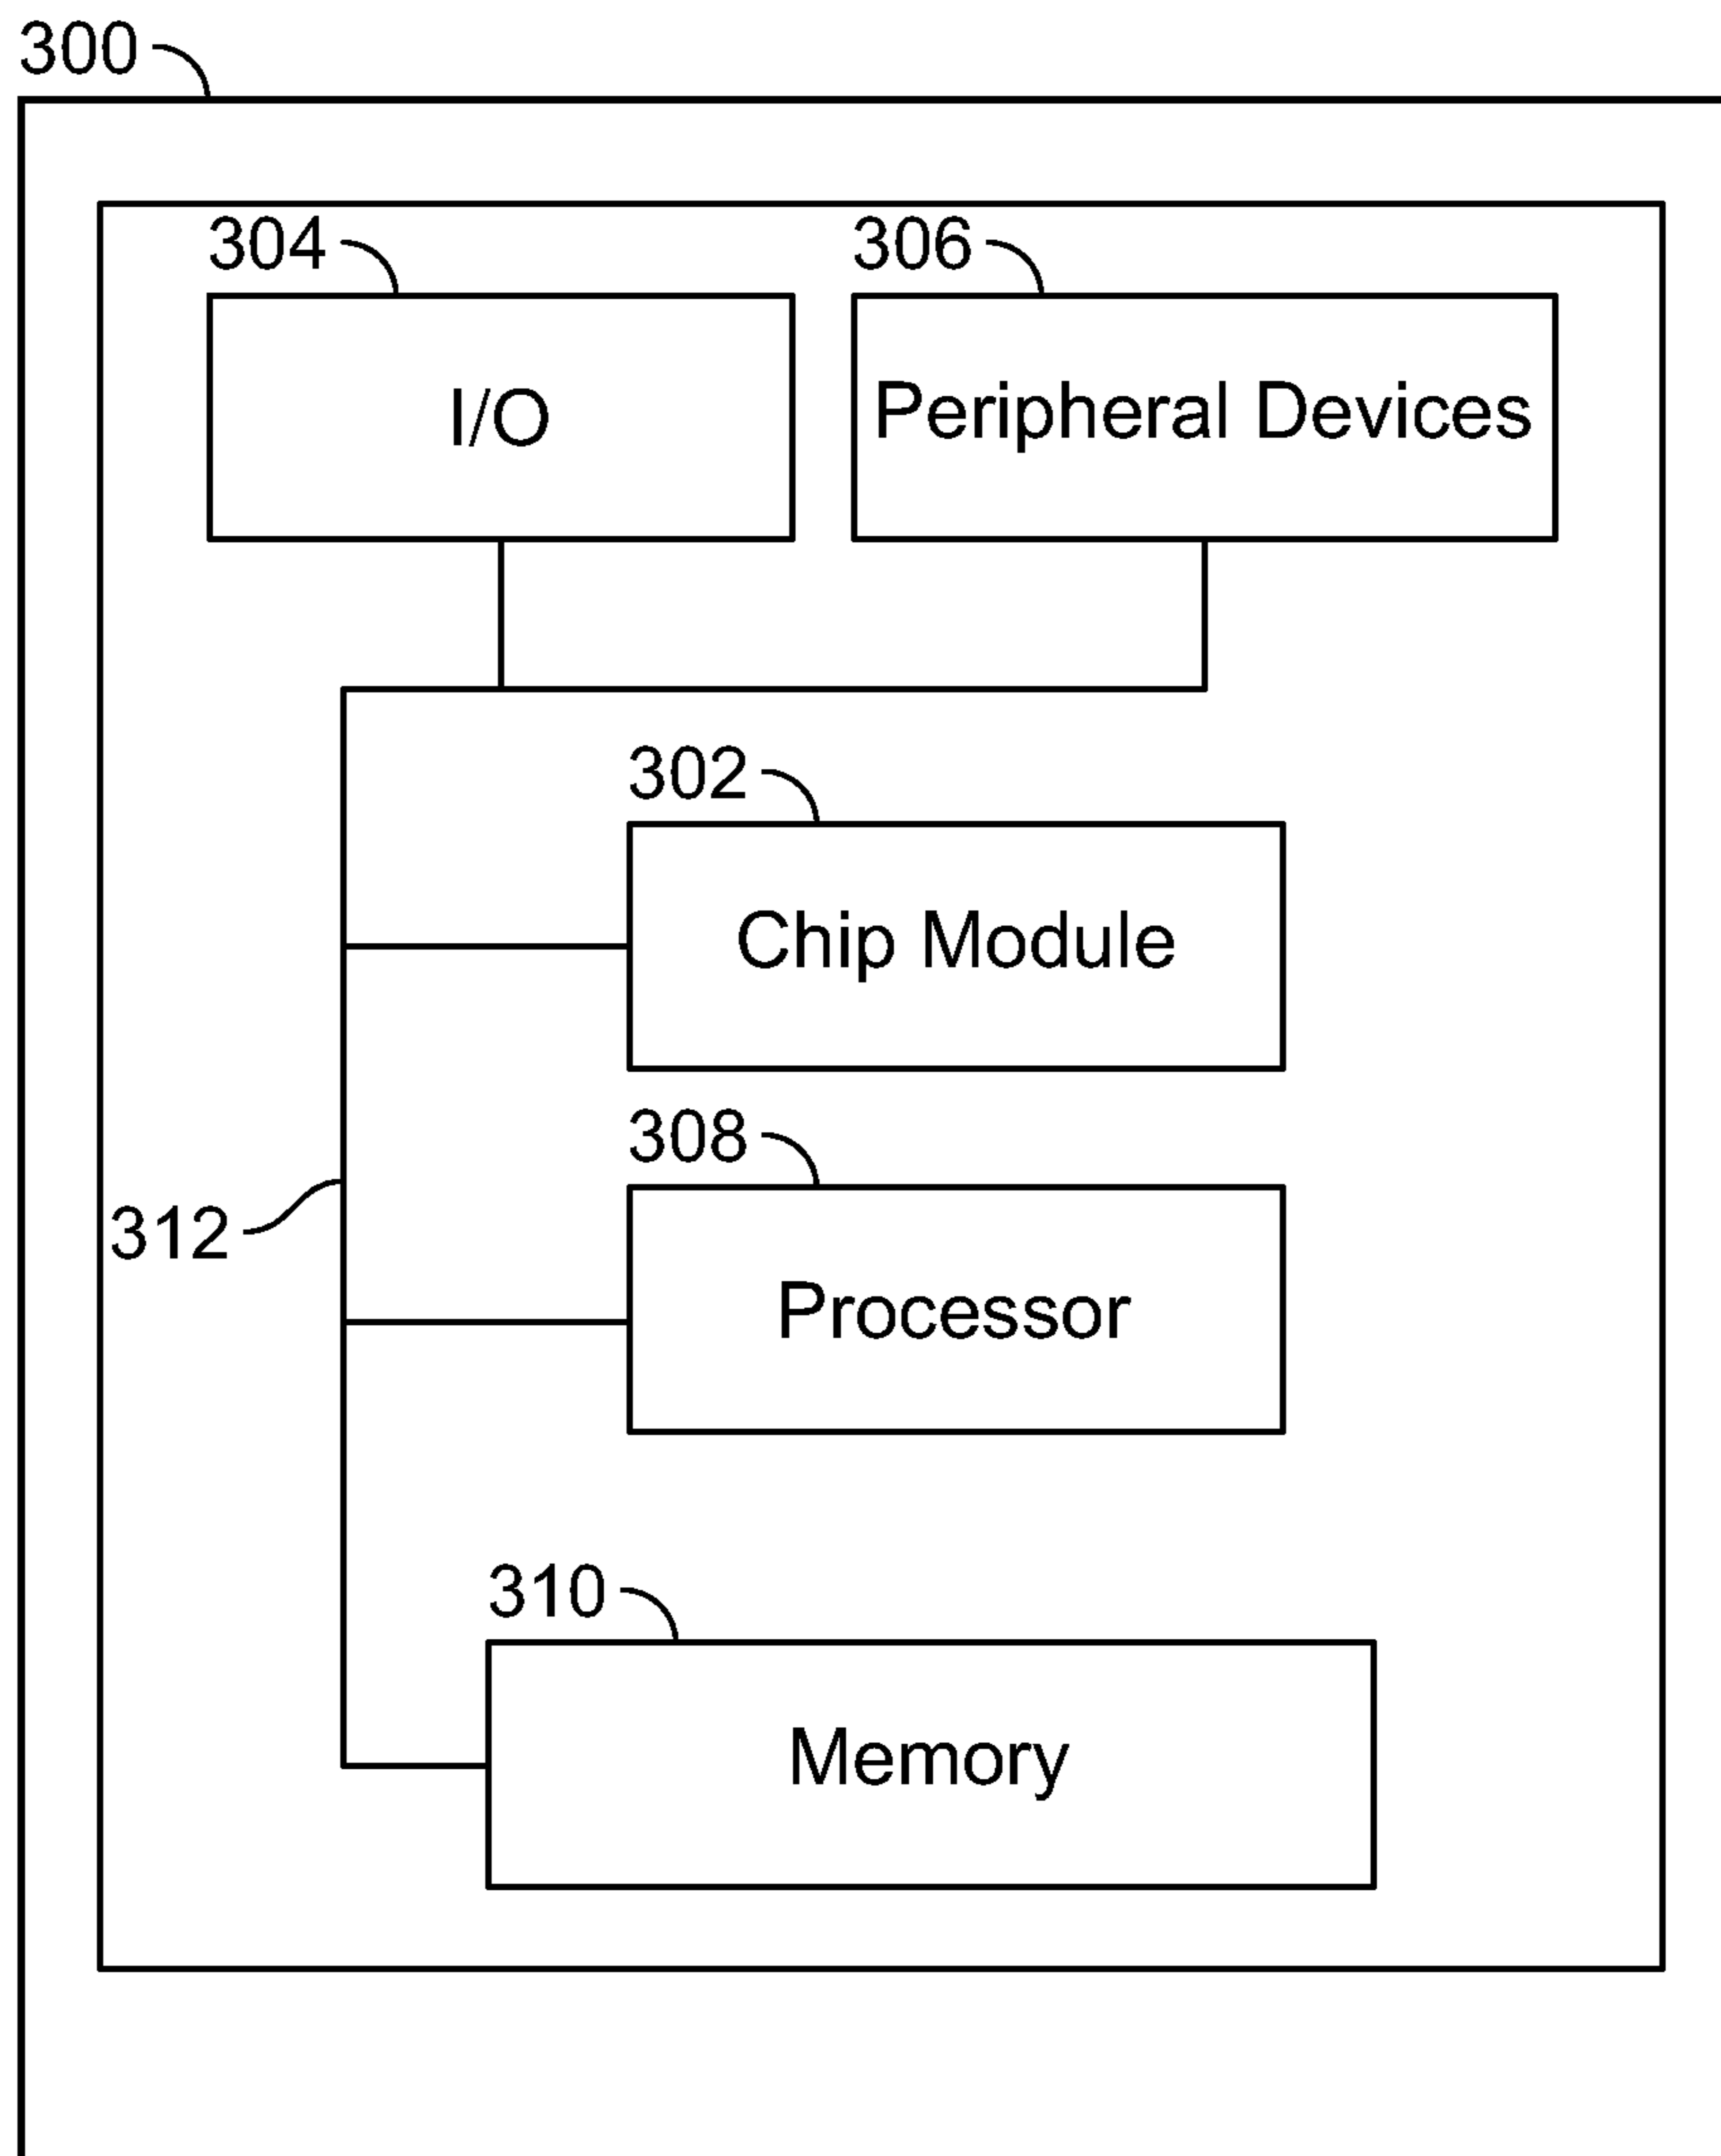 300
304
306
I/O
Peripheral Devices
302
Chip Module
308
312
Processor
310
Memory